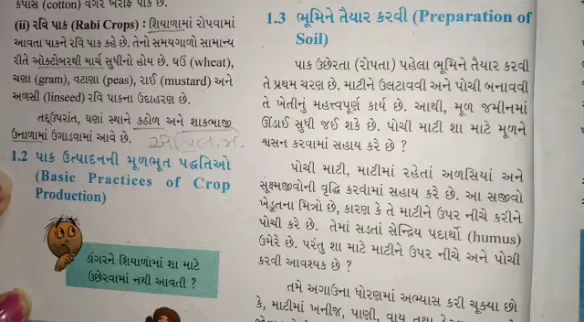 કપાસ (cotton) વગેરે ખરીફ પાક છે.
(ii) રવિ પાક (Rabi Crops) : શિયાળામાં રોપવામાં
આવતા પાકને રવિ પાક કહે છે. તેનો સમયગાળો સામાન્ય
રીતે ઓક્ટોબરથી માર્ચ સુધીનો હોય છે. ઘઉં (wheat),
ચણા (gram), વટાણા (peas), રાઈ (mustard) અને
અળસી (linseed) રવિ પાકના ઉદાહરણ છે.
તદ્ઉપરાંત, ઘણાં સ્થાને કઠોળ અને શાકભાજી
ઉનાળામાં ઉગાડવામાં આવે છે.
1.2 પાક ઉત્પાદનની મૂળભૂત પદ્ધતિઓ
(Basic Practices of Crop
Production)
ડાંગરને શિયાળામાં શા માટે
ઉછેરવામાં નથી આવતી ?
1.3 ભૂમિને તૈયાર કરવી (Preparation of
Soil)
પાક ઉછેરતા (રોપતા) પહેલા ભૂમિને તૈયાર કરવી
તે પ્રથમ ચરણ છે. માટીને ઉલટાવવી અને પોચી બનાવવી
તે ખેતીનું મહત્ત્વપૂર્ણ કાર્ય છે. આથી, મૂળ જમીનમાં
ઊંડાઈ સુધી જઈ શકે છે. પોચી માટી શા માટે મૂળને
શ્વસન કરવામાં સહાય કરે છે ?
પોચી માટી, માટીમાં રહેતાં અળસિયાં અને
સૂક્ષ્મજીવોની વૃદ્ધિ કરવામાં સહાય કરે છે. આ સજીવો
ખેડૂતના મિત્રો છે, કારણ કે તે માટીને ઉપર નીચે કરીને
પોચી કરે છે. તેમાં સડતાં સેન્દ્રિય પદાર્થો (humus)
ઉમેરે છે. પરંતુ શા માટે માટીને ઉપર નીચે અને પોચી
કરવી આવશ્યક છે ?
તમે અગાઉના ધોરણમાં અભ્યાસ કરી ચૂક્યા છો
કે, માટીમાં ખનીજ, પાણી, વાયુ તથા